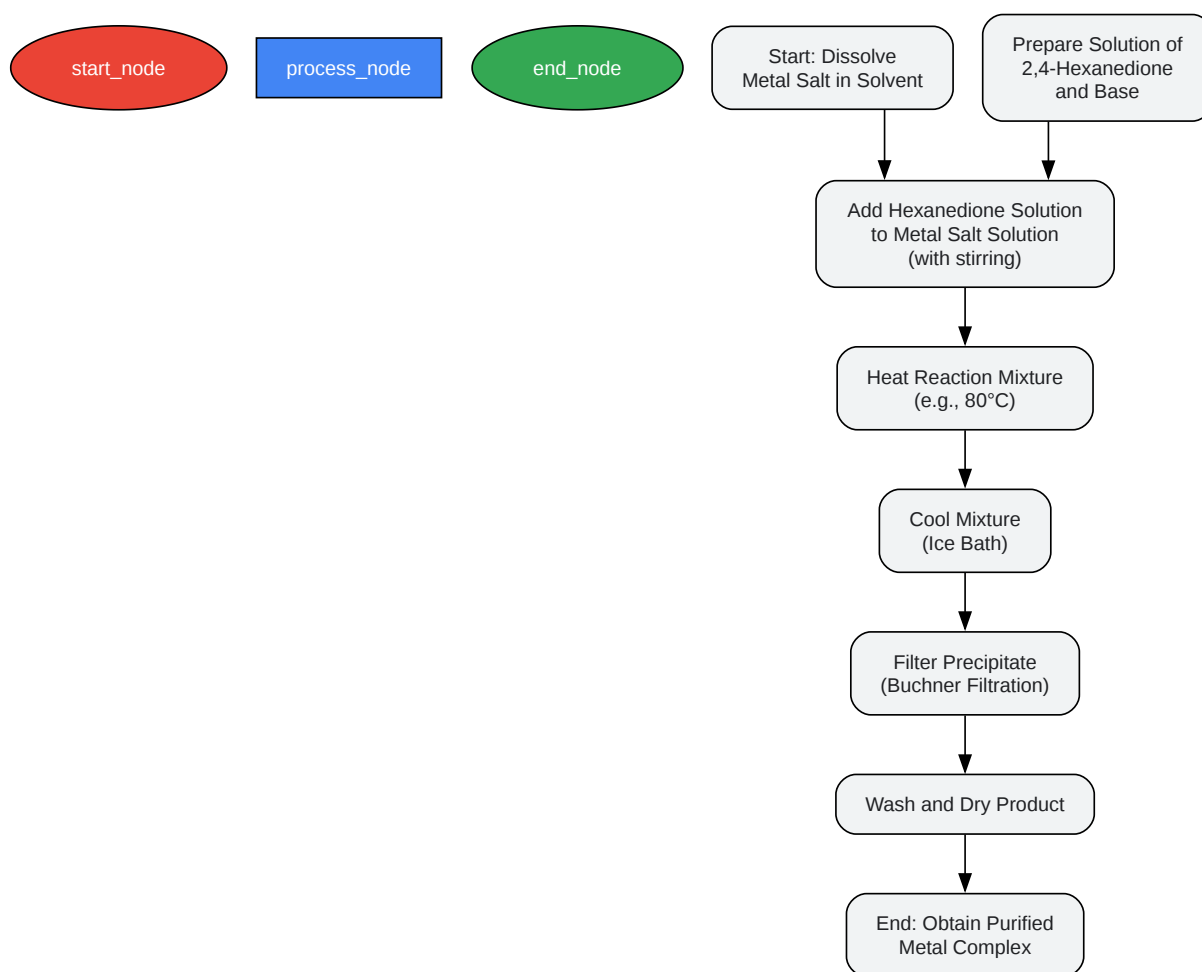 start_node
process_node
end_node
Start: Dissolve
Metal Salt in Solvent
Prepare Solution of
2,4-Hexanedione
and Base
Add Hexanedione Solution
to Metal Salt Solution
(with stirring)
Heat Reaction Mixture
(e.g., 80°C)
Cool Mixture
(Ice Bath)
Filter Precipitate
(Buchner Filtration)
Wash and Dry Product
End: Obtain Purified
Metal Complex